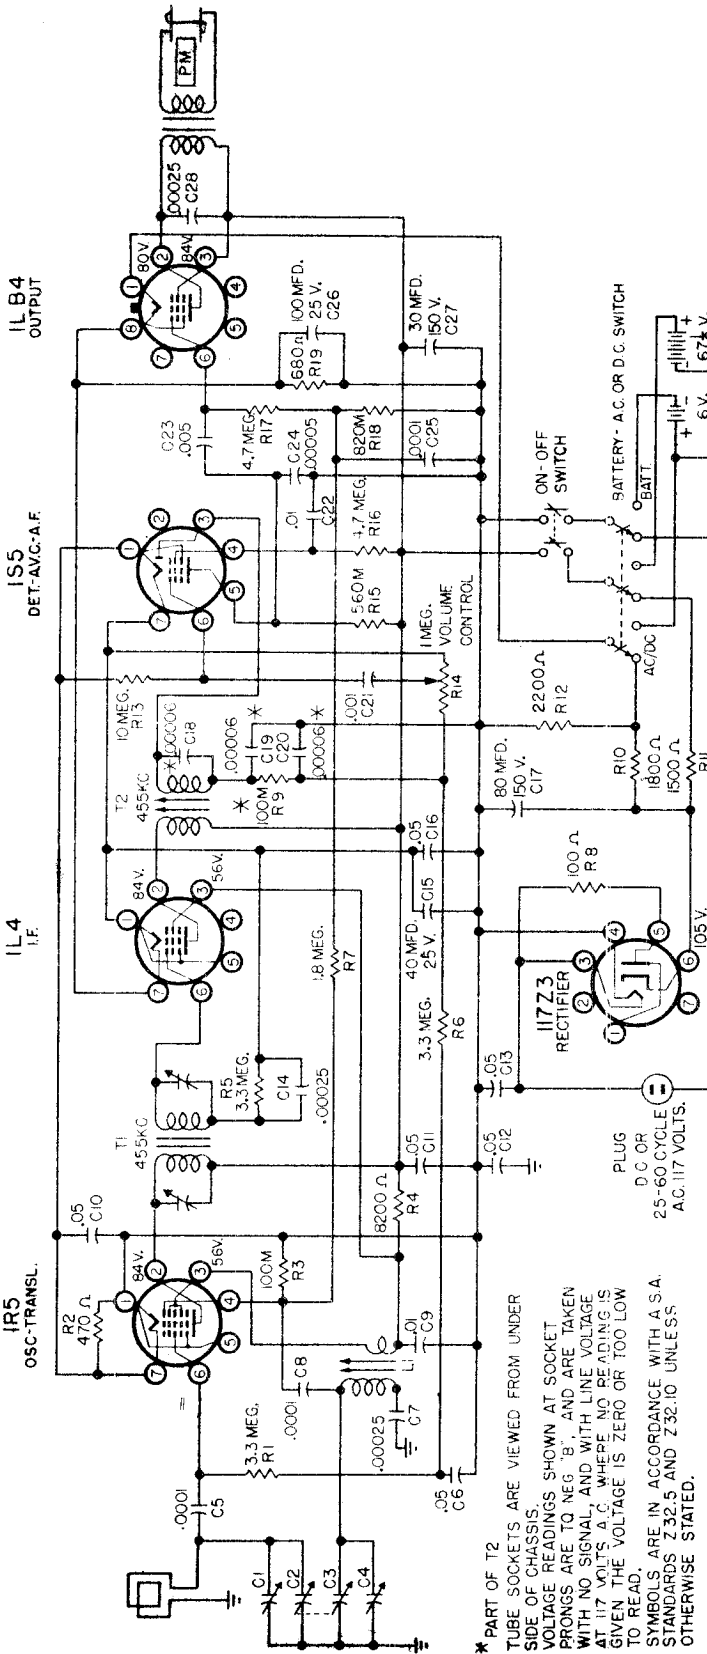 1R5
OSC-TRANSL.
1L4
I.F.
1S5
DET.-A.V.C.-A.F.
1LB4
OUTPUT
R2
470 Ω
.05
C10
84V.
56V.
T1
455KC
R5
3.3 MEG.
C14
.00025
84V.
56V.
T2
455KC
*.00006
C18
10 MEG.
R13
.00006 *
C19
C20
.00006 *
*
100M
R9
.001
C21
1 MEG.
VOLUME
CONTROL
R14
560M
R15
4.7 MEG.
R16
.01
C22
C24
.00005
C23
.005
4.7 MEG.
R17
820M
R18
.0001
C25
680Ω
R19
100 MFD.
25 V.
C26
30 MFD.
150 V.
C27
80V.
84V.
.00025
C28
PM
.0001
C5
3.3 MEG.
R1
.0001
C8
100M
R3
1.8 MEG.
R7
L1
.00025
C7
.01
C9
8200 Ω
R4
.05
C11
.05
C12
.05
C6
3.3 MEG.
R6
40 MFD.
25 V.
C15
.05
C16
C1
C2
C3
C4
.05
C13
117Z3
RECTIFIER
100 Ω
R8
105 V.
80 MFD.
150 V.
C17
2200Ω
R12
R10
1800 Ω
1500 Ω
R11
AC/DC
ON-OFF
SWITCH
BATTERY- A.C. OR D.C. SWITCH
BATT.
6 V.
67½ V.
PLUG
D.C. OR
25-60 CYCLE
A.C. 117 VOLTS.
* PART OF T2
TUBE SOCKETS ARE VIEWED FROM UNDER
SIDE OF CHASSIS.
VOLTAGE READINGS SHOWN AT SOCKET
PRONGS ARE TO NEG "B", AND ARE TAKEN
WITH NO SIGNAL, AND WITH LINE VOLTAGE
AT 117 VOLTS A.C. WHERE NO READING IS
GIVEN THE VOLTAGE IS ZERO OR TOO LOW
TO READ.
SYMBOLS ARE IN ACCORDANCE WITH A.S.A.
STANDARDS Z32.5 AND Z32.10 UNLESS
OTHERWISE STATED.